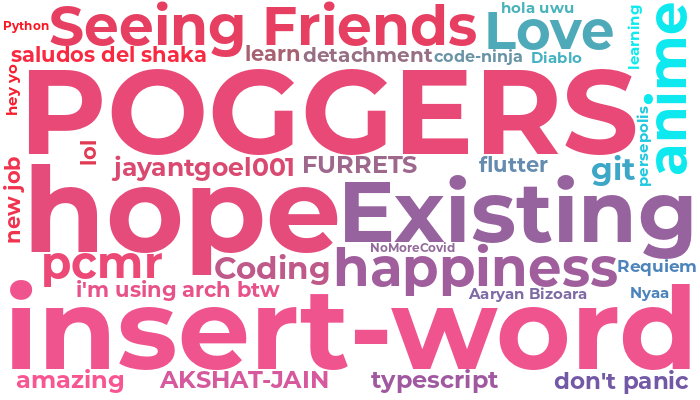 Python
Seeing Friends
hola uwu
Love
learning
anime
saludos del shaka
learn
detachment
code-ninja
Diablo
hey yo
POGGERS
persepolis
lol
jayantgoel001
FURRETS
flutter
git
new job
hope
Existing
NoMoreCovid
pcmr
Coding
happiness
Requiem
i'm using arch btw
Aaryan Bizoara
Nyaa
insert-word
amazing
AKSHAT-JAIN
typescript
don't panic